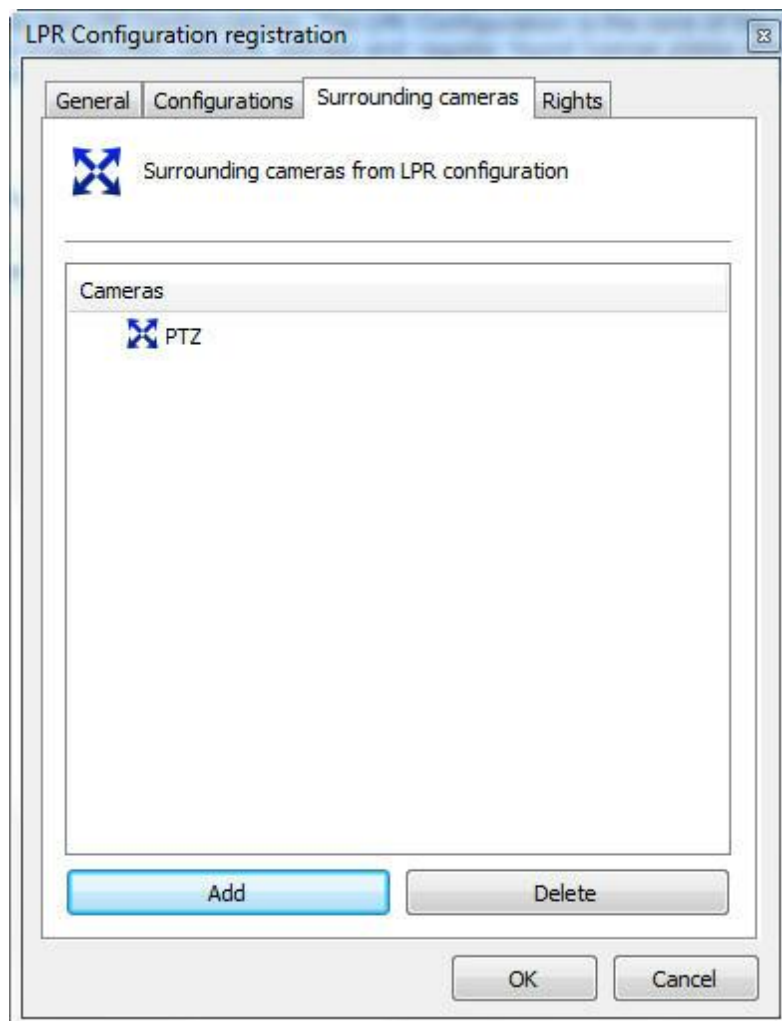 LPR Configuration registration
General Configurations Surrounding cameras Rights
Surrounding cameras from LPR configuration
Cameras
PTZ
Add Delete
OK Cancel